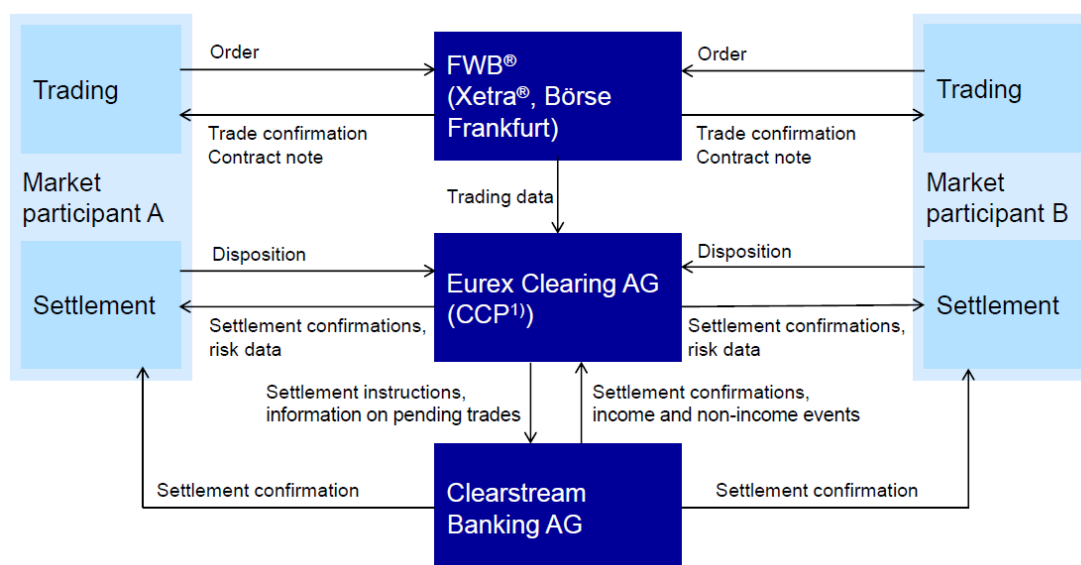 Trading
Market
participant A
Settlement
Order
Trade confirmation
Contract note
Disposition
Settlement confirmations,
risk data
Settlement confirmation
FWB®
(Xetra®, Börse
Frankfurt)
Trading data
Eurex Clearing AG
(CCP¹⁾)
Settlement instructions,
information on pending trades
Settlement confirmations,
income and non-income events
Clearstream
Banking AG
Order
Trade confirmation
Contract note
Disposition
Settlement confirmations,
risk data
Settlement confirmation
Trading
Market
participant B
Settlement